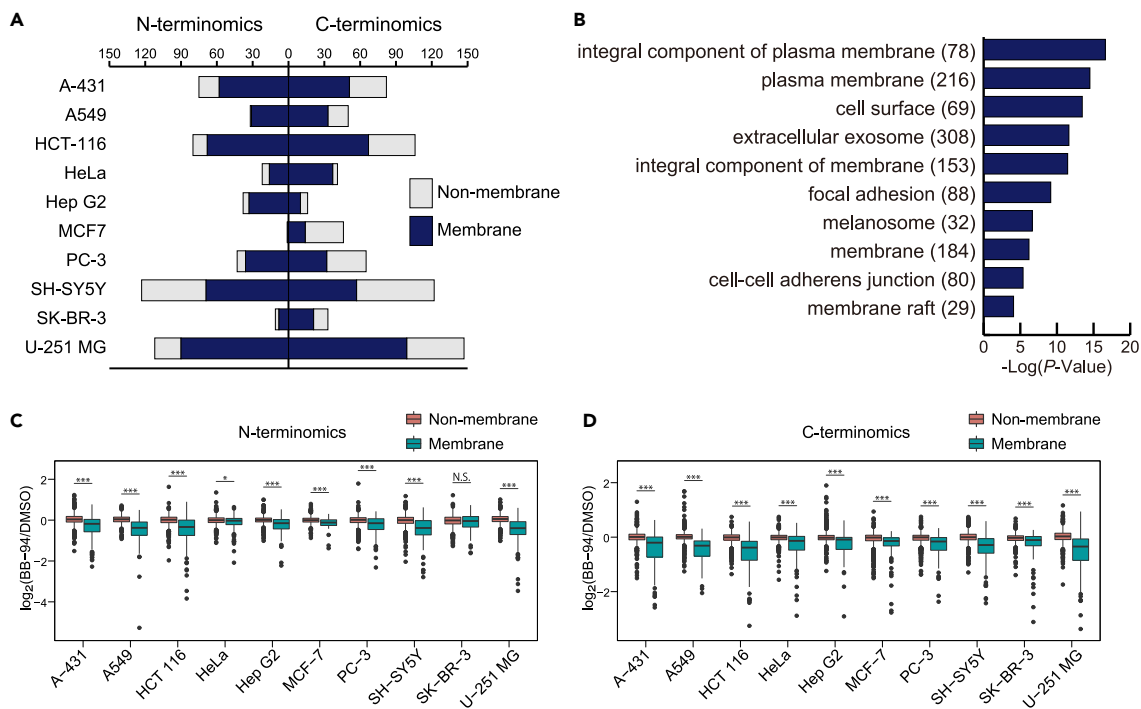 A
N-terminomics C-terminomics
150 120 90 60 30 0 30 60 90 120 150
A-431
A549
HCT-116
HeLa
Hep G2
MCF7
PC-3
SH-SY5Y
SK-BR-3
U-251 MG
Non-membrane
Membrane
B
integral component of plasma membrane (78)
plasma membrane (216)
cell surface (69)
extracellular exosome (308)
integral component of membrane (153)
focal adhesion (88)
melanosome (32)
membrane (184)
cell-cell adherens junction (80)
membrane raft (29)
0 5 10 15 20
-Log(P-Value)
C
N-terminomics
Non-membrane
Membrane
log2(BB-94/DMSO)
2
0
−2
−4
*** *** *** * *** *** *** *** N.S. ***
A−431 A549 HCT 116 HeLa Hep G2 MCF−7 PC−3 SH−SY5Y SK−BR−3 U−251 MG
D
C-terminomics
Non-membrane
Membrane
log2(BB-94/DMSO)
2
0
−2
*** *** *** *** *** *** *** *** *** ***
A−431 A549 HCT 116 HeLa Hep G2 MCF−7 PC−3 SH−SY5Y SK−BR−3 U−251 MG